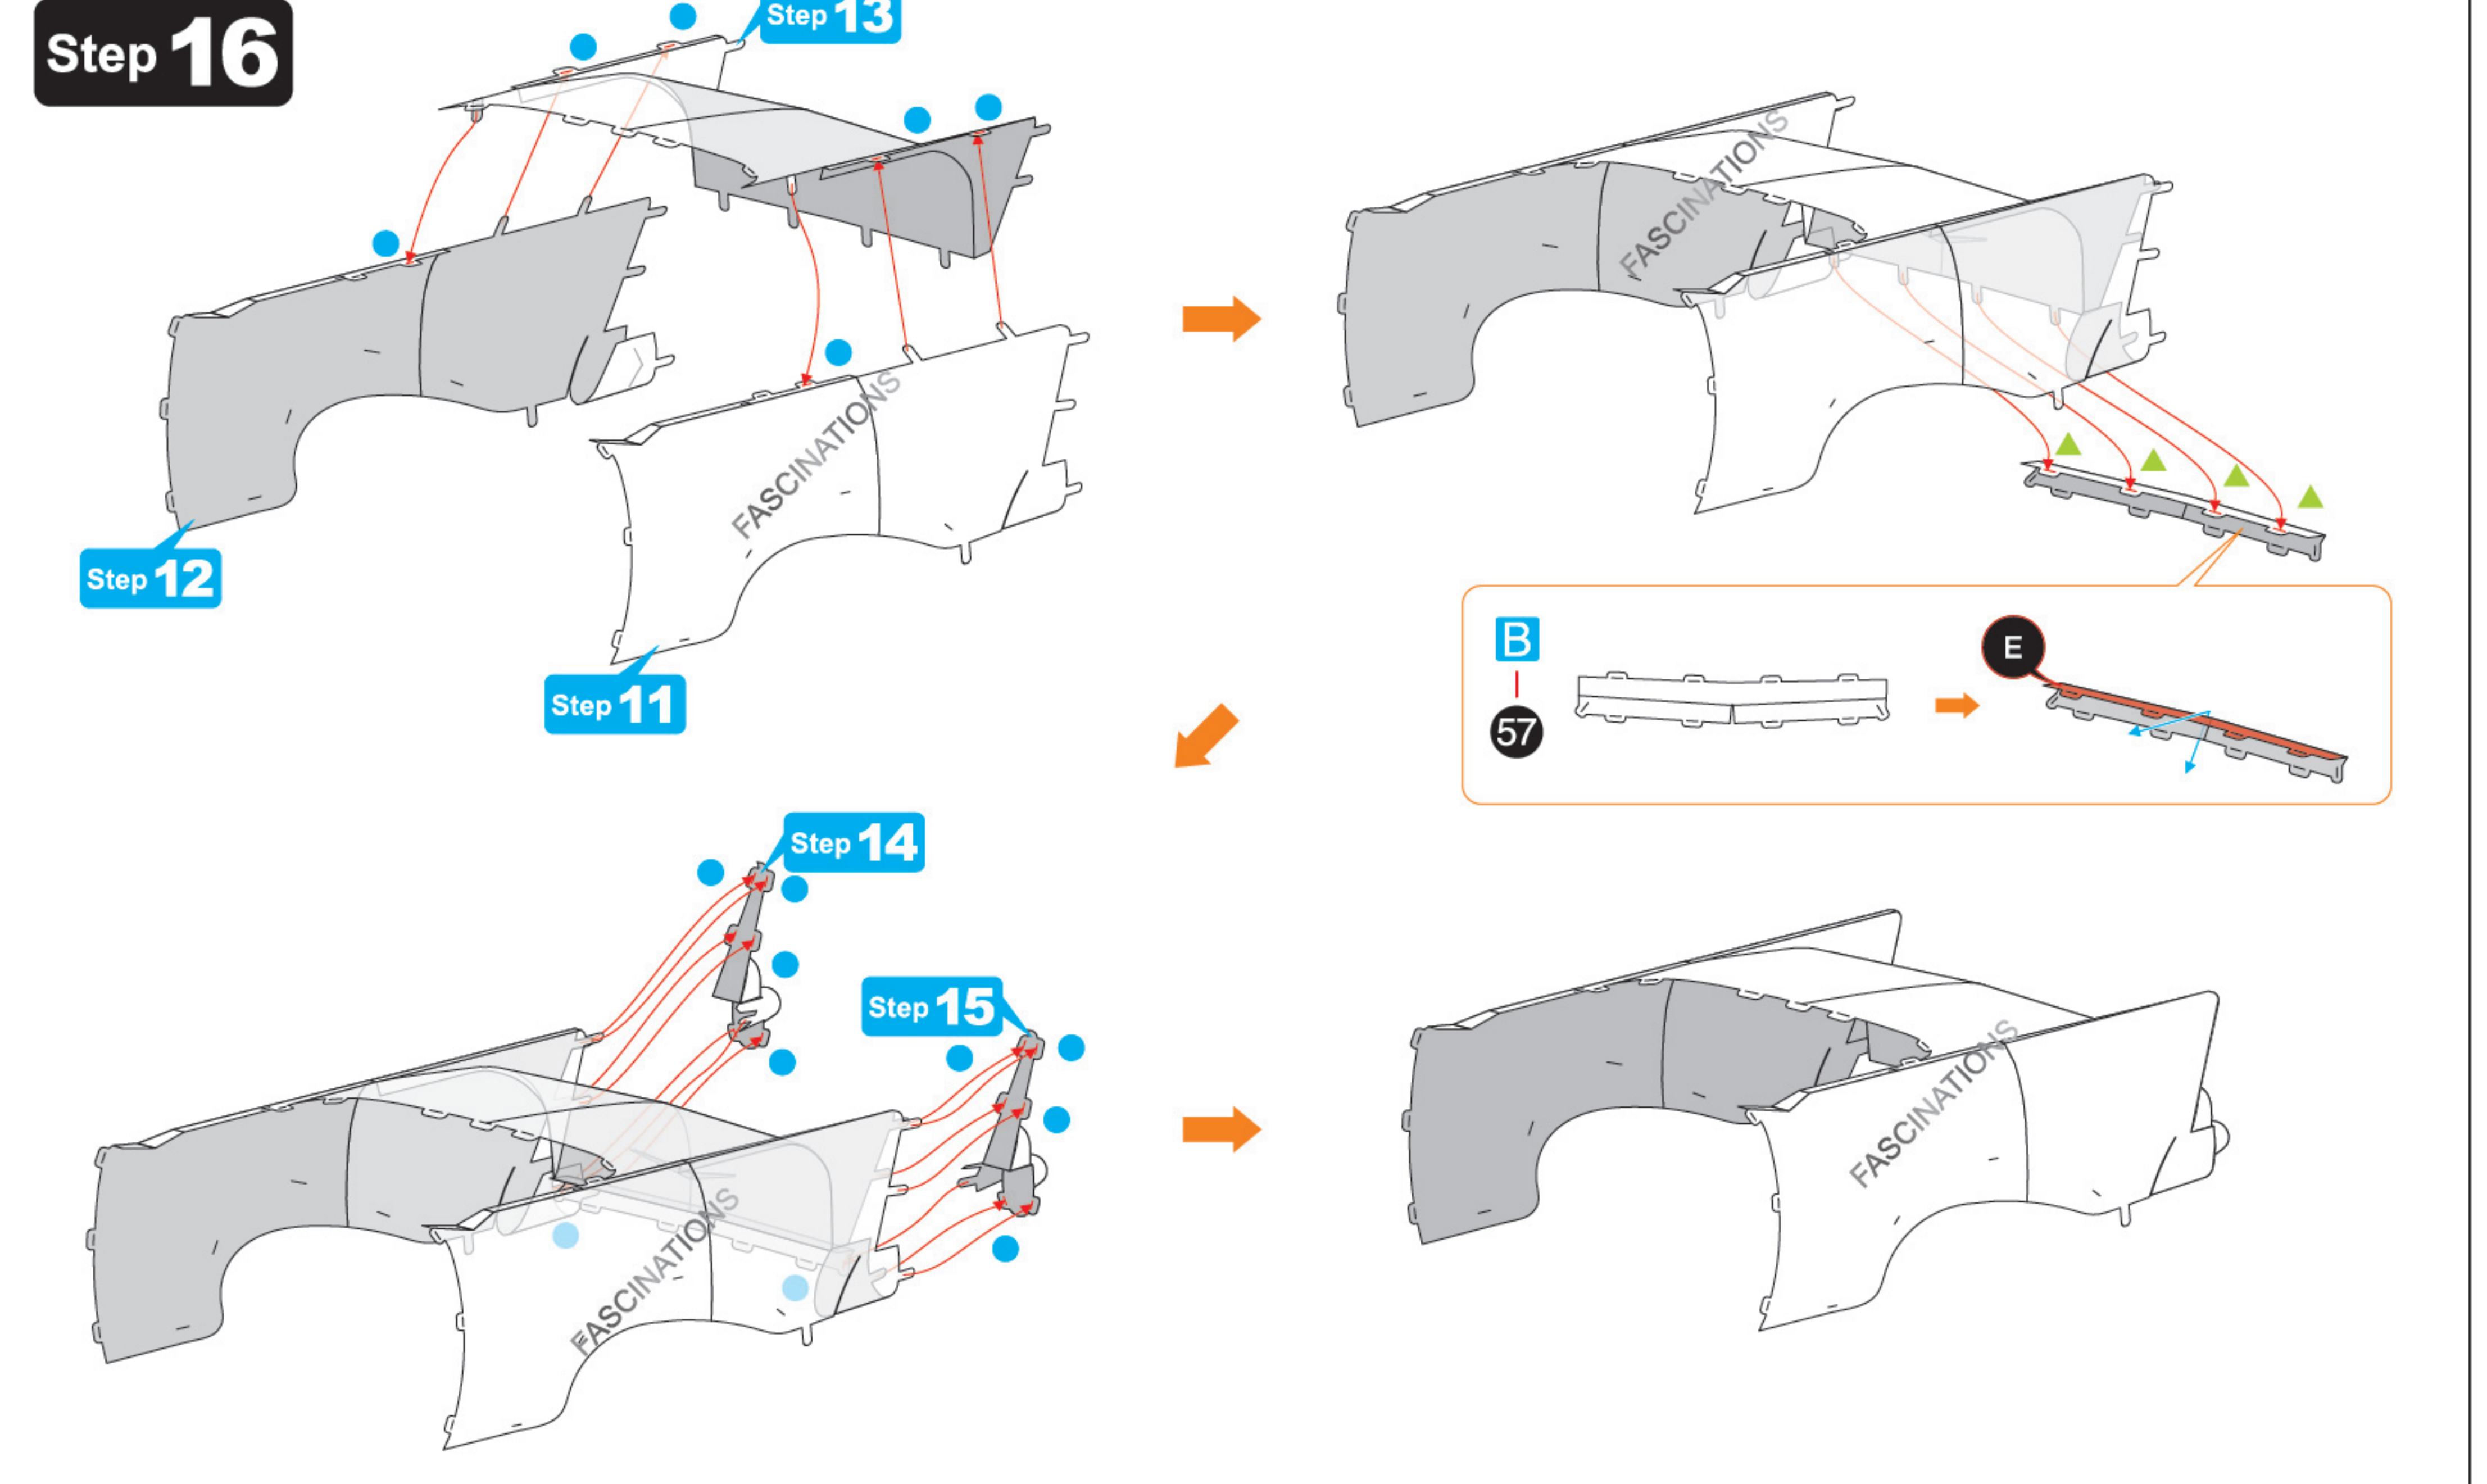 Step 16
Step 13
FASCINATIONS
FASCINATIONS
Step 12
Step 11
B
57
E
Step 14
Step 15
FASCINATIONS
FASCINATIONS